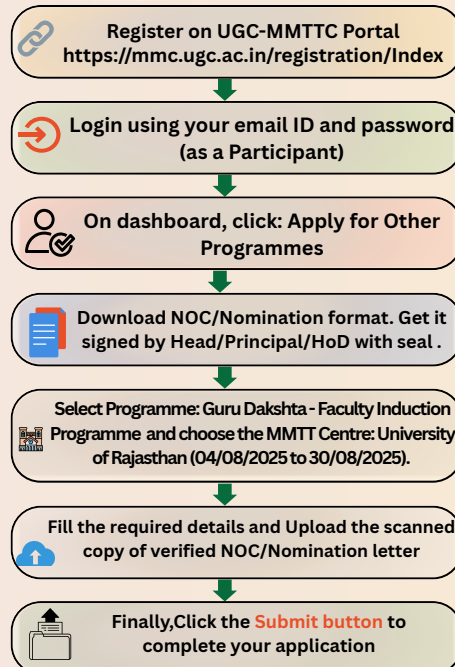 Register on UGC-MMTTC Portal
https://mmc.ugc.ac.in/registration/Index
Login using your email ID and password
(as a Participant)
On dashboard, click: Apply for Other
Programmes
Download NOC/Nomination format. Get it
signed by Head/Principal/HoD with seal .
Select Programme: Guru Dakshta - Faculty Induction
Programme and choose the MMTT Centre: University
of Rajasthan (04/08/2025 to 30/08/2025).
Fill the required details and Upload the scanned
copy of verified NOC/Nomination letter
Finally,Click the Submit button to
complete your application